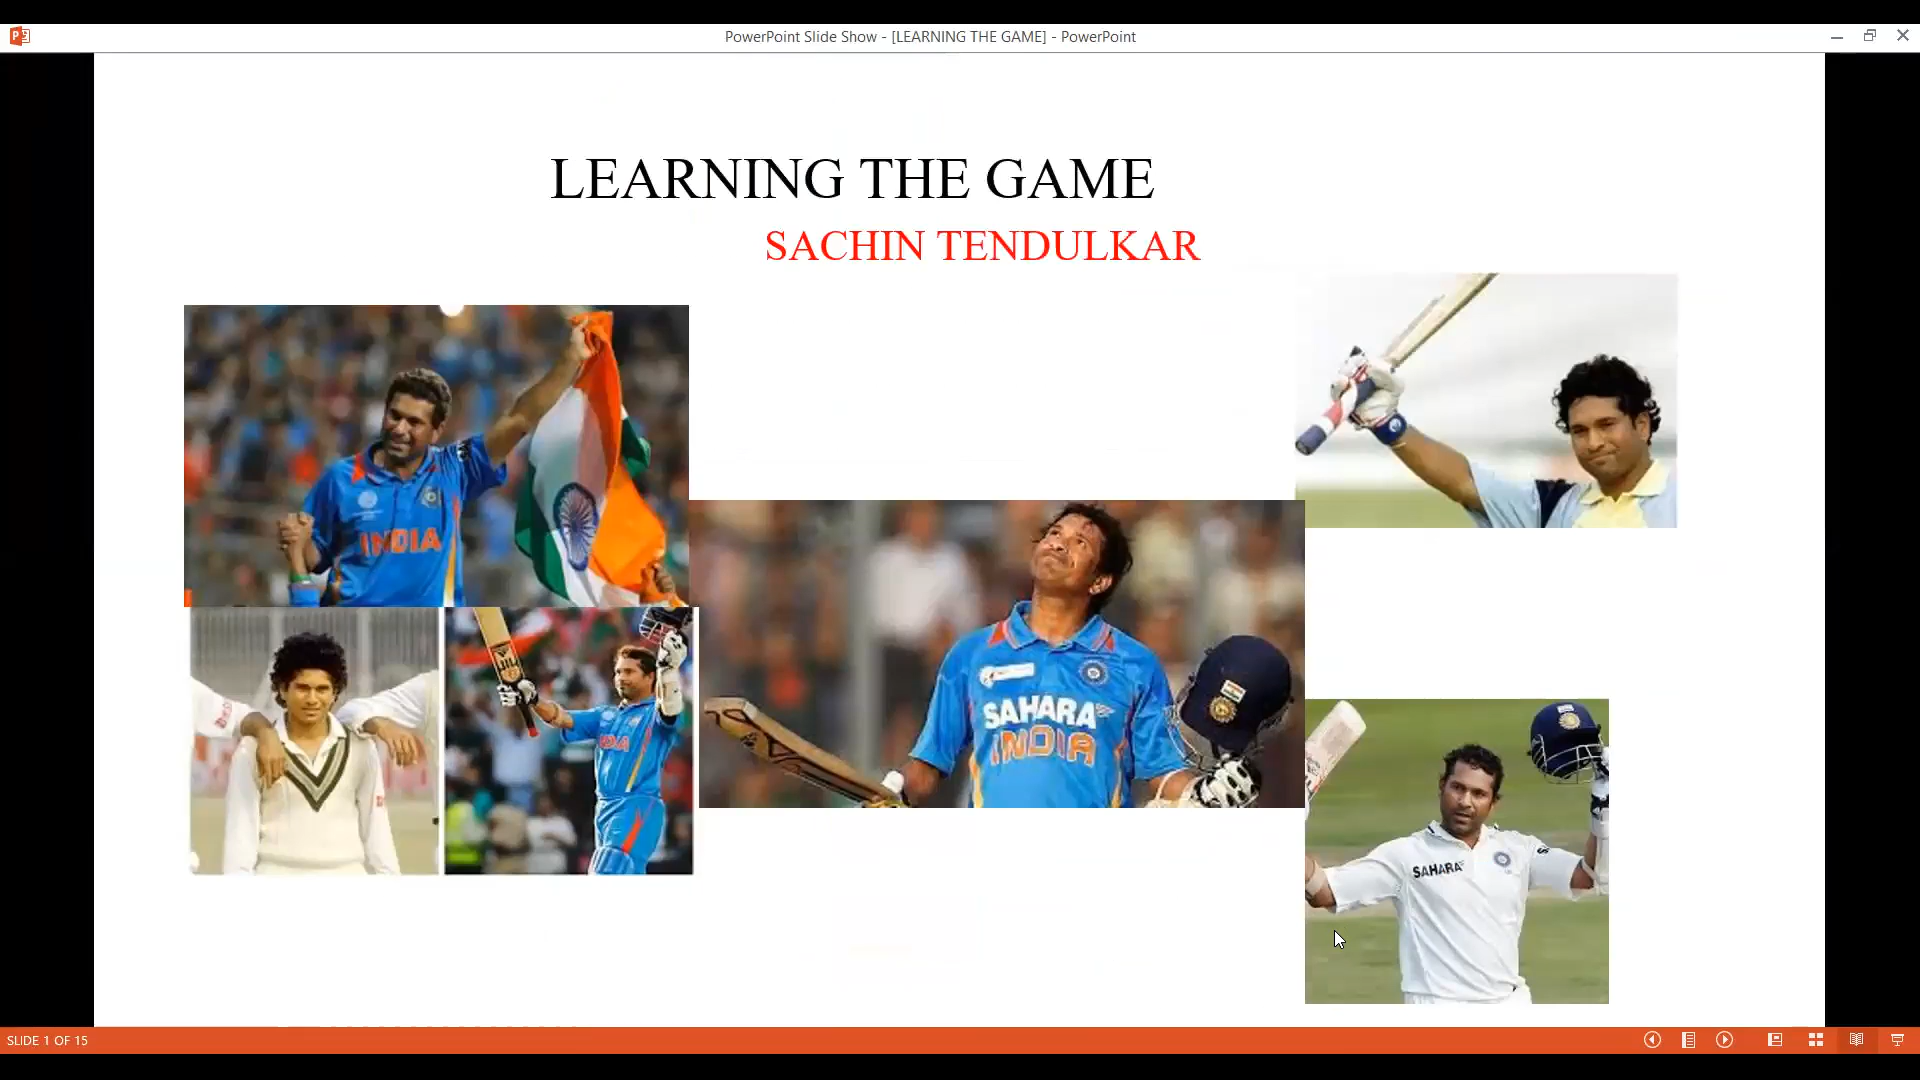 PowerPoint Slide Show - [LEARNING THE GAME] - PowerPoint
LEARNING THE GAME
SACHIN TENDULKAR
INDIA
SAHARA
INDIA
SAHARA
SLIDE 1 OF 15